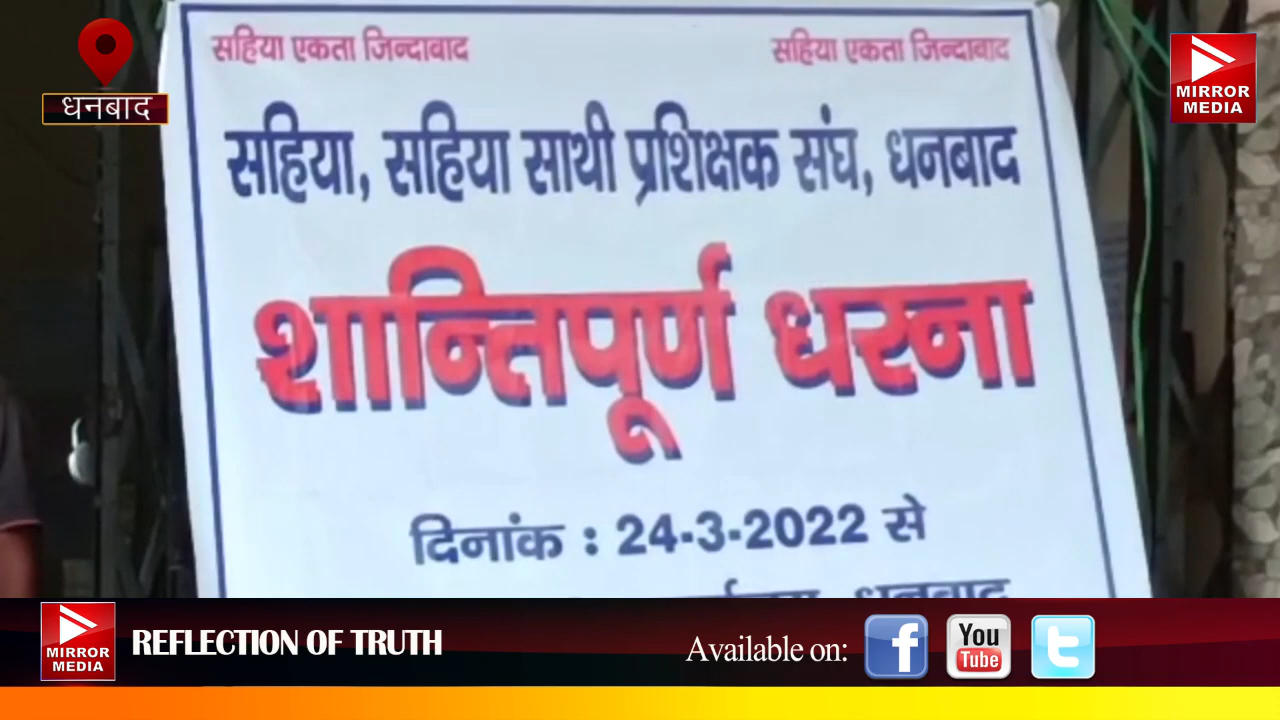 सहिया एकता जिन्दाबाद
सहिया एकता जिन्दाबाद
धनबाद
MIRROR
MEDIA
सहिया, सहिया साथी प्रशिक्षक संघ, धनबाद
शान्तिपूर्ण धरना
दिनांक : 24-3-2022 से
धनबाद
MIRROR
MEDIA
REFLECTION OF TRUTH
Available on:
f
You
Tube
t